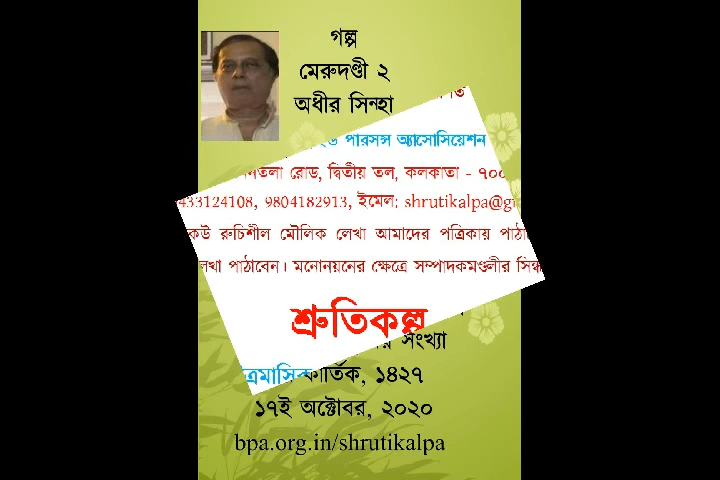 গল্প
মেরুদণ্ডী ২
অধীর সিনহা
পারসন্স অ্যাসোসিয়েশন
রোড, দ্বিতীয় তল, কলকাতা - ৭০০
433124108, 9804182913, ইমেল: shrutikalpa@g
কেউ রুচিশীল মৌলিক লেখা আমাদের পত্রিকায় পাঠা
লেখা পাঠাবেন। মনোনয়নের ক্ষেত্রে সম্পাদকমণ্ডলীর সিদ্ধ
শ্রুতিকল্প
সংখ্যা
ত্রৈমাসিক কার্তিক, ১৪২৭
১৭ই অক্টোবর, ২০২০
bpa.org.in/shrutikalpa